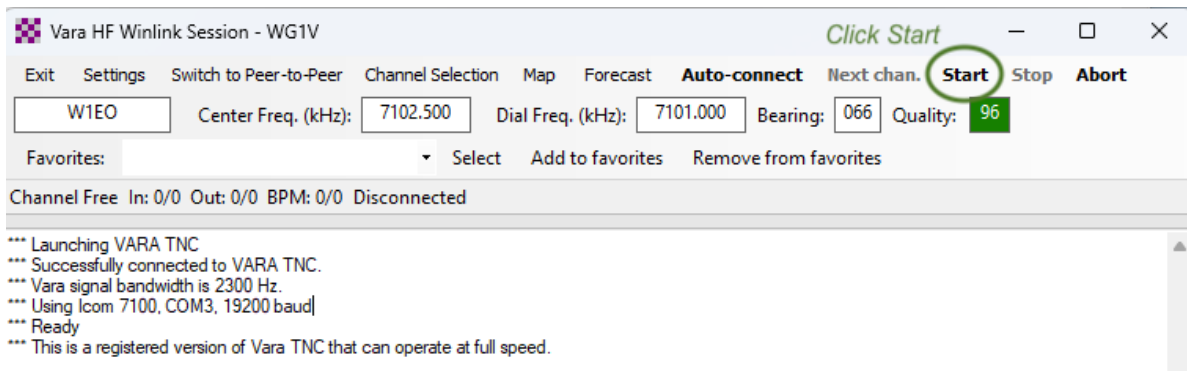 Vara HF Winlink Session - WG1V Click Start
Exit Settings Switch to Peer-to-Peer Channel Selection Map Forecast Auto-connect Next chan. Start Stop Abort
W1EO Center Freq. (kHz): 7102.500 Dial Freq. (kHz): 7101.000 Bearing: 066 Quality: 96
Favorites: Select Add to favorites Remove from favorites
Channel Free In: 0/0 Out: 0/0 BPM: 0/0 Disconnected
*** Launching VARA TNC
*** Successfully connected to VARA TNC.
*** Vara signal bandwidth is 2300 Hz.
*** Using Icom 7100, COM3, 19200 baud
*** Ready
*** This is a registered version of Vara TNC that can operate at full speed.